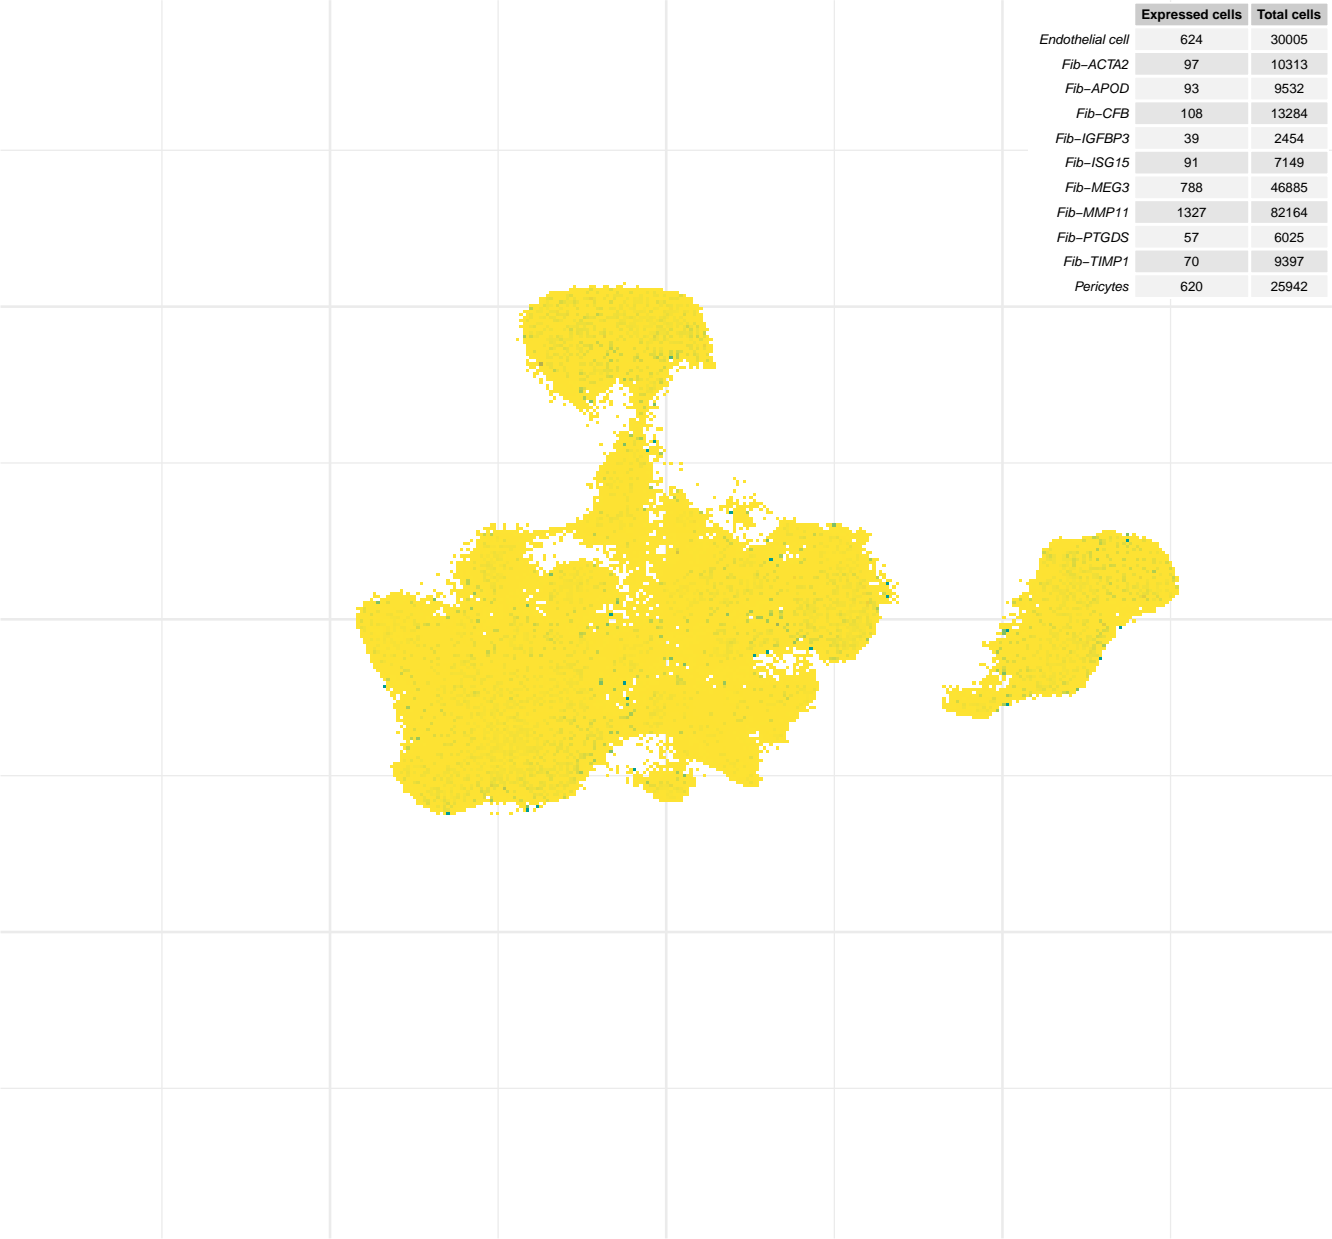 Expressed cells Total cells
Endothelial cell 624 30005
Fib−ACTA2 97 10313
Fib−APOD 93 9532
Fib−CFB 108 13284
Fib−IGFBP3 39 2454
Fib−ISG15 91 7149
Fib−MEG3 788 46885
Fib−MMP11 1327 82164
Fib−PTGDS 57 6025
Fib−TIMP1 70 9397
Pericytes 620 25942